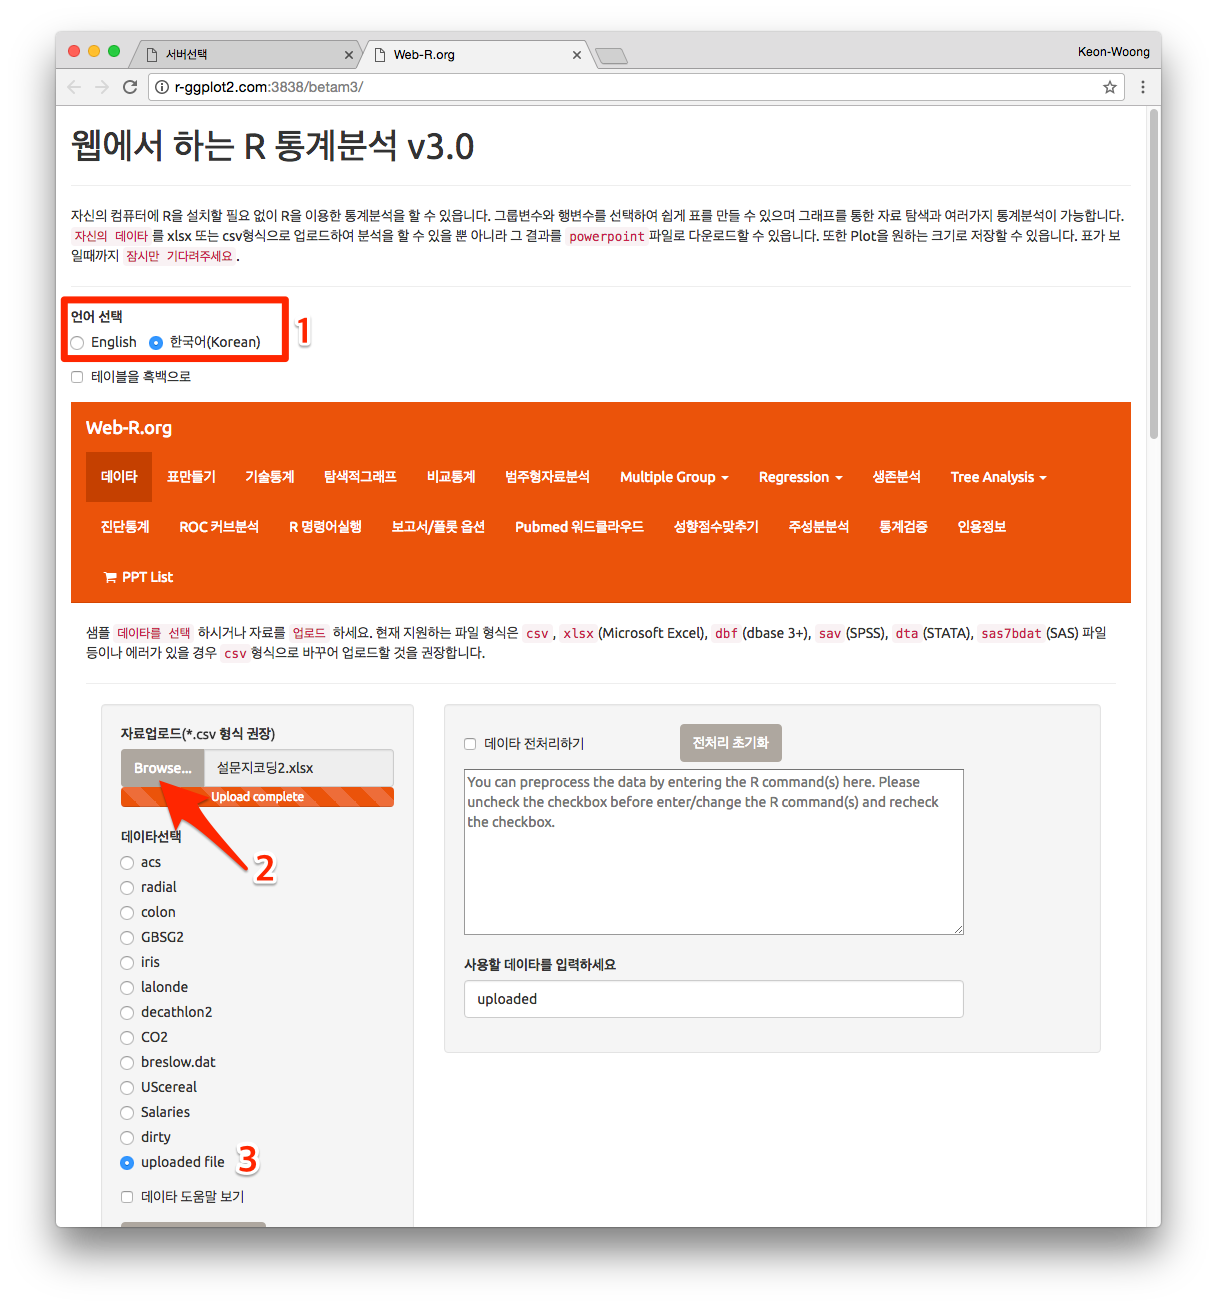 서버선택
Web-R.org
Keon-Woong
r-ggplot2.com:3838/betam3/
웹에서 하는 R 통계분석 v3.0
자신의 컴퓨터에 R을 설치할 필요 없이 R을 이용한 통계분석을 할 수 있읍니다. 그룹변수와 행변수를 선택하여 쉽게 표를 만들 수 있으며 그래프를 통한 자료 탐색과 여러가지 통계분석이 가능합니다.
자신의 데이타 를 xlsx 또는 csv형식으로 업로드하여 분석을 할 수 있을 뿐 아니라 그 결과를 powerpoint 파일로 다운로드할 수 있읍니다. 또한 Plot을 원하는 크기로 저장할 수 있읍니다. 표가 보
일때까지 잠시만 기다려주세요 .
언어 선택
English 한국어(Korean)
1
테이블을 흑백으로
Web-R.org
데이타 표만들기 기술통계 탐색적그래프 비교통계 범주형자료분석 Multiple Group Regression 생존분석 Tree Analysis
진단통계 ROC 커브분석 R 명령어실행 보고서/플롯 옵션 Pubmed 워드클라우드 성향점수맞추기 주성분분석 통계검증 인용정보
PPT List
샘플 데이타를 선택 하시거나 자료를 업로드 하세요. 현재 지원하는 파일 형식은 csv , xlsx (Microsoft Excel), dbf (dbase 3+), sav (SPSS), dta (STATA), sas7bdat (SAS) 파일
등이나 에러가 있을 경우 csv 형식으로 바꾸어 업로드할 것을 권장합니다.
자료업로드(*.csv 형식 권장)
Browse... 설문지코딩2.xlsx
Upload complete
2
데이타선택
acs
radial
colon
GBSG2
iris
lalonde
decathlon2
CO2
breslow.dat
UScereal
Salaries
dirty
uploaded file
3
데이타 도움말 보기
데이타 전처리하기
전처리 초기화
You can preprocess the data by entering the R command(s) here. Please
uncheck the checkbox before enter/change the R command(s) and recheck
the checkbox.
사용할 데이타를 입력하세요
uploaded